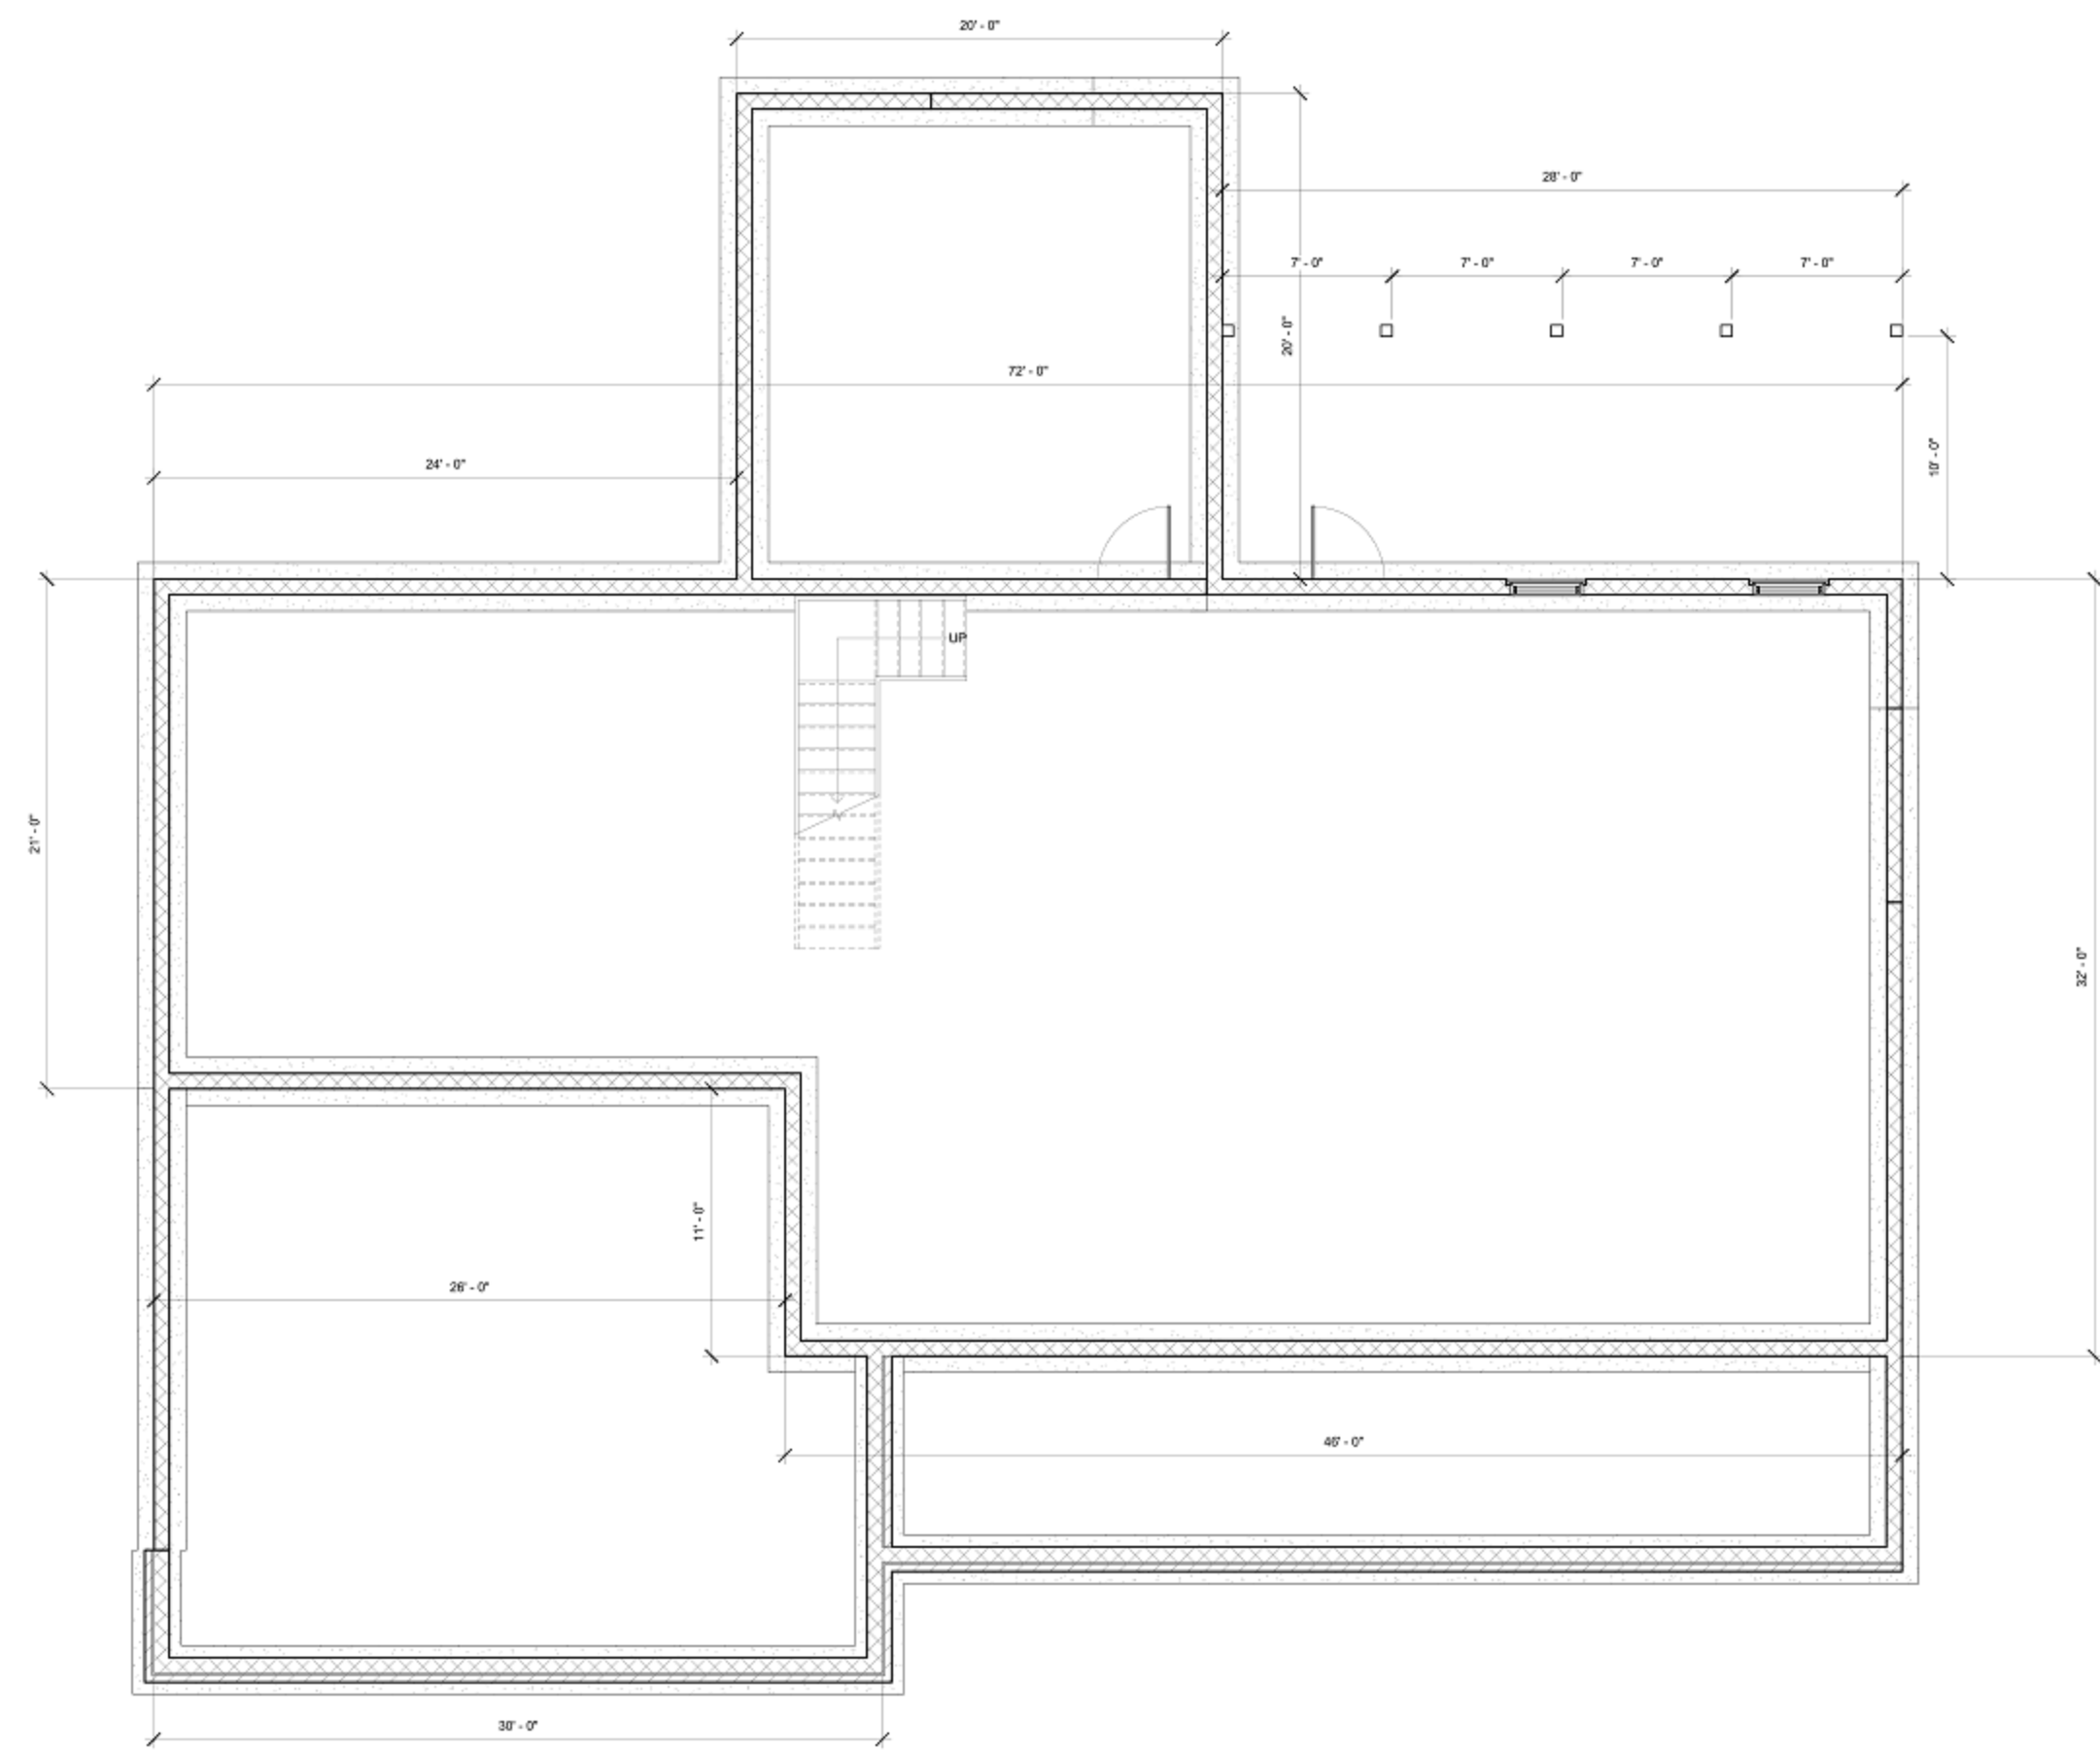 20' - 0"
28' - 0"
7' - 0"
7' - 0"
7' - 0"
7' - 0"
20' - 0"
72' - 0"
10' - 0"
24' - 0"
UP
21' - 0"
32' - 0"
11' - 0"
26' - 0"
46' - 0"
30' - 0"